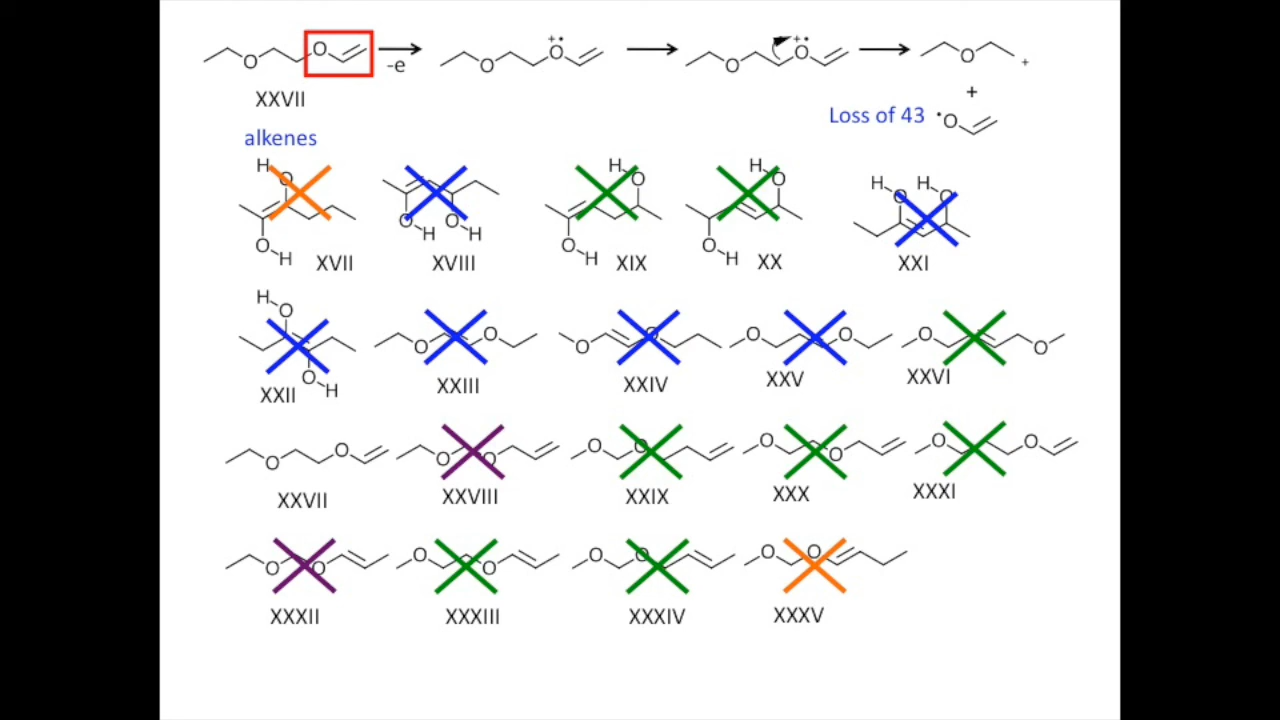 O O -e O O +• O O +• O +
XXVII
+
Loss of 43 •O
alkenes
H O O H XVII
O H O H XVIII
H O O H XIX
H O O H XX
H O H O XXI
H O O H XXII
O O XXIII
O O XXIV
O O XXV
O O XXVI
O O XXVII
O O XXVIII
O O XXIX
O O XXX
O O XXXI
O O XXXII
O O XXXIII
O O XXXIV
O O XXXV